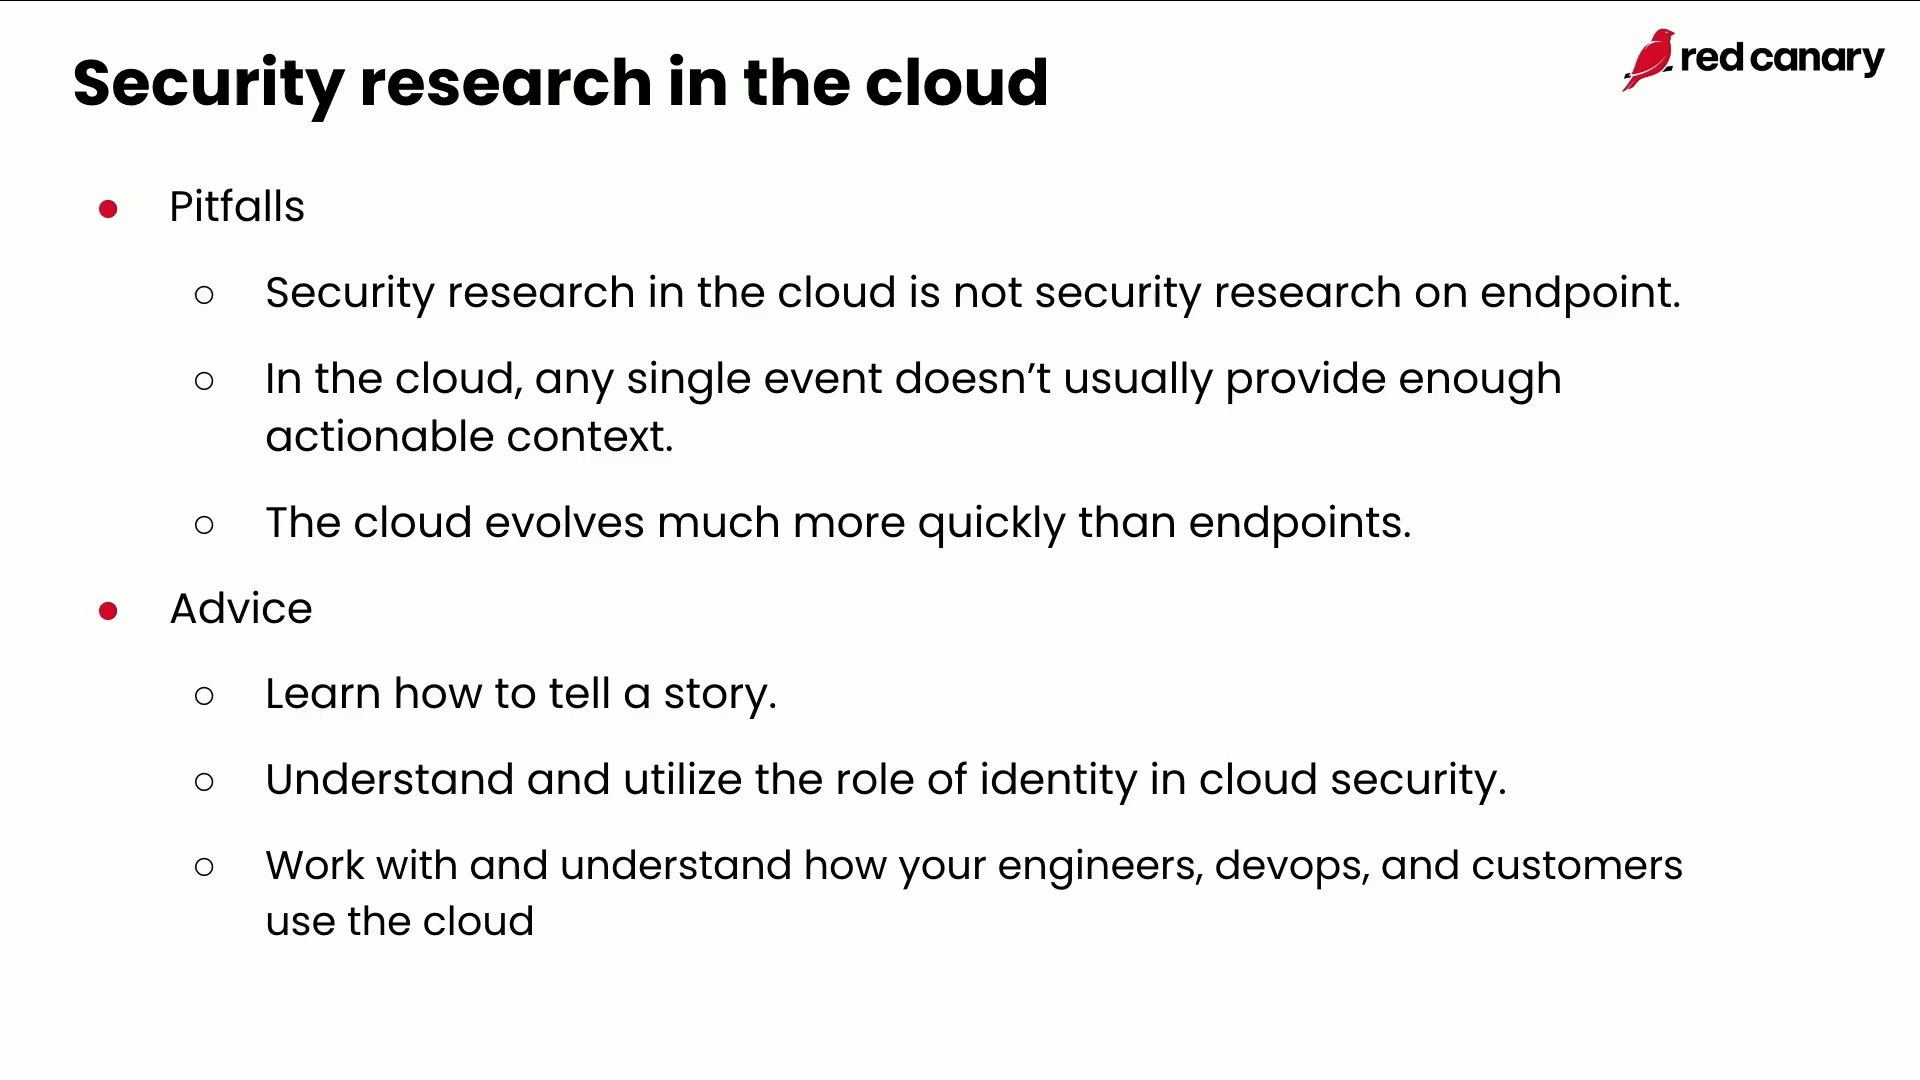 Security research in the cloud
red canary
● Pitfalls
○ Security research in the cloud is not security research on endpoint.
○ In the cloud, any single event doesn’t usually provide enough
actionable context.
○ The cloud evolves much more quickly than endpoints.
● Advice
○ Learn how to tell a story.
○ Understand and utilize the role of identity in cloud security.
○ Work with and understand how your engineers, devops, and customers
use the cloud